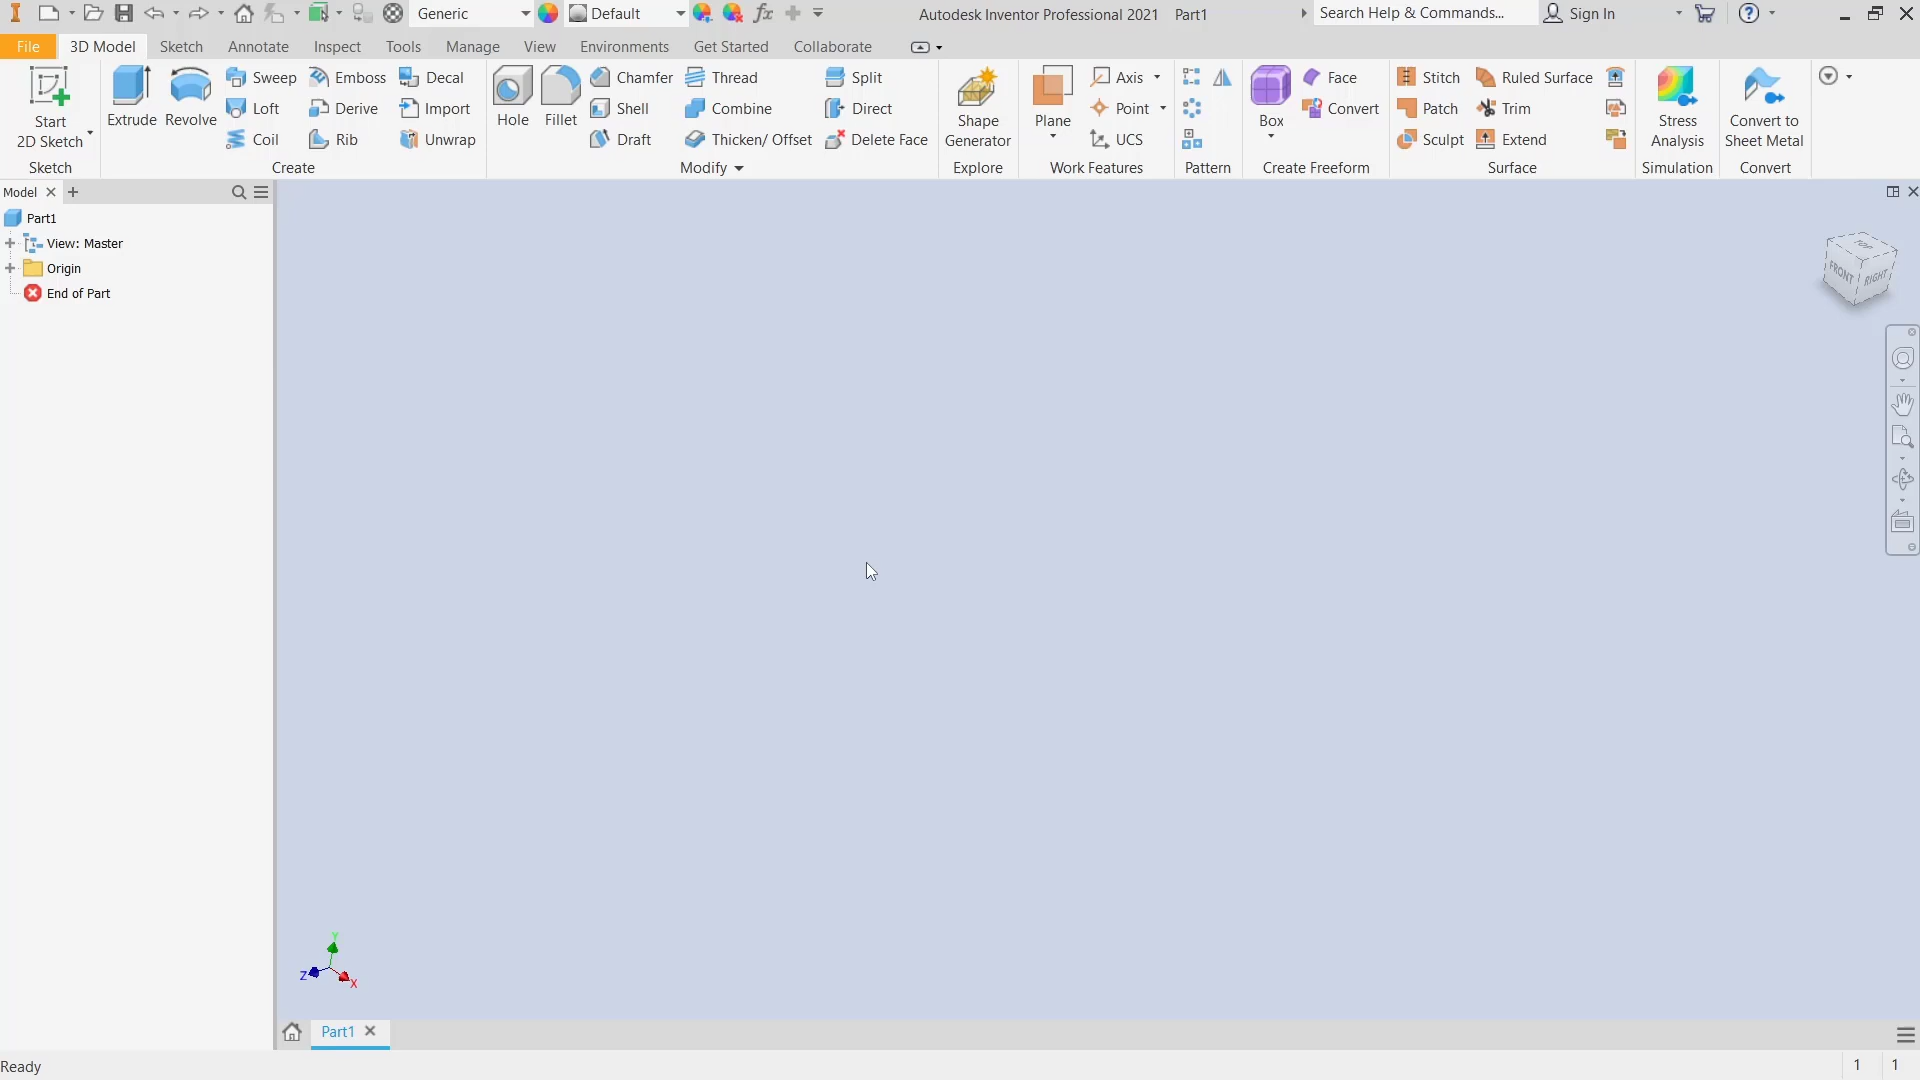 Generic
Default
Autodesk Inventor Professional 2021 Part1
Search Help & Commands...
Sign In
File
3D Model
Sketch
Annotate
Inspect
Tools
Manage
View
Environments
Get Started
Collaborate
Start
2D Sketch
Extrude
Revolve
Sweep
Loft
Coil
Emboss
Derive
Rib
Decal
Import
Unwrap
Hole
Fillet
Chamfer
Shell
Draft
Thread
Combine
Thicken/ Offset
Split
Direct
Delete Face
Shape
Generator
Plane
Axis
Point
UCS
Box
Face
Convert
Stitch
Patch
Sculpt
Ruled Surface
Trim
Extend
Stress
Analysis
Convert to
Sheet Metal
Sketch
Create
Modify
Explore
Work Features
Pattern
Create Freeform
Surface
Simulation
Convert
Model
Part1
View: Master
Origin
End of Part
TOP
FRONT
RIGHT
Y
Z
X
Part1
Ready
1
1